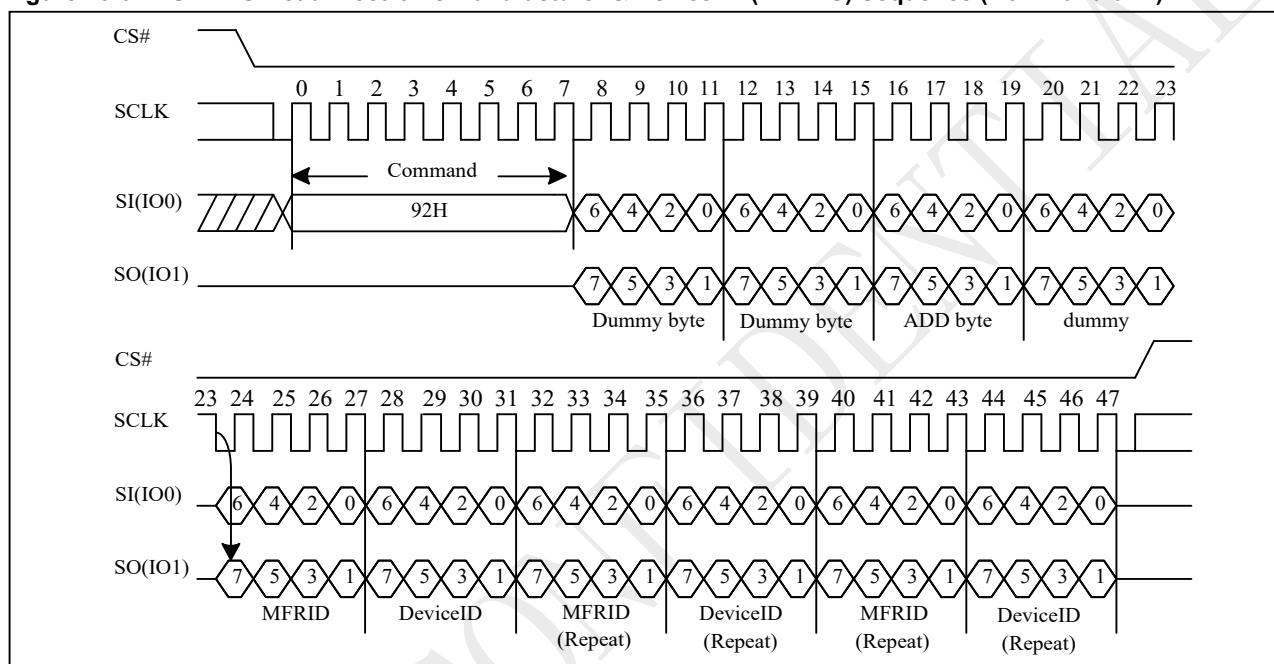 CS#
0 1 2 3 4 5 6 7 8 9 10 11 12 13 14 15 16 17 18 19 20 21 22 23
SCLK
Command
SI(IO0) 92H 6 4 2 0 6 4 2 0 6 4 2 0 6 4 2 0
SO(IO1) 7 5 3 1 7 5 3 1 7 5 3 1 7 5 3 1
Dummy byte Dummy byte ADD byte dummy
CS#
23 24 25 26 27 28 29 30 31 32 33 34 35 36 37 38 39 40 41 42 43 44 45 46 47
SCLK
SI(IO0) 6 4 2 0 6 4 2 0 6 4 2 0 6 4 2 0 6 4 2 0 6 4 2 0
SO(IO1) 7 5 3 1 7 5 3 1 7 5 3 1 7 5 3 1 7 5 3 1 7 5 3 1
MFRID DeviceID MFRID DeviceID MFRID DeviceID
(Repeat) (Repeat) (Repeat) (Repeat)